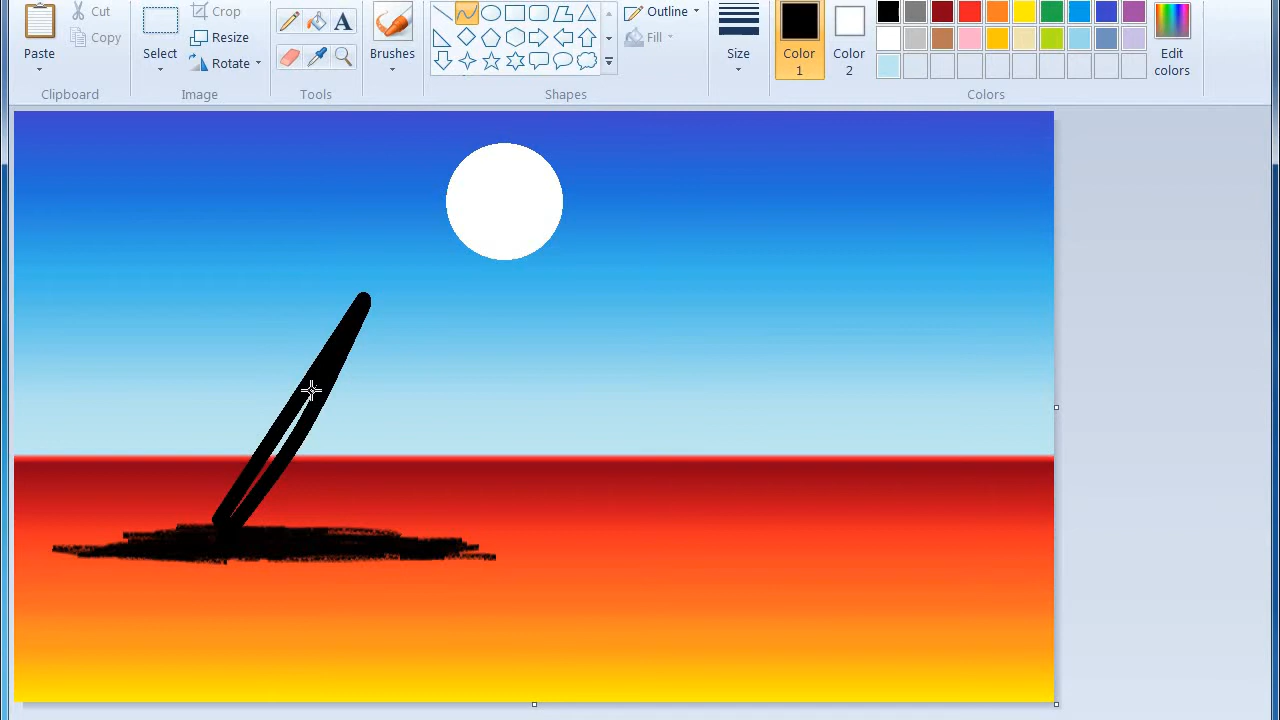 Cut
Copy
Paste
Clipboard
Crop
Resize
Rotate
Select
Image
A
Tools
Brushes
Outline
Fill
Shapes
Size
Color
1
Color
2
Edit
colors
Colors